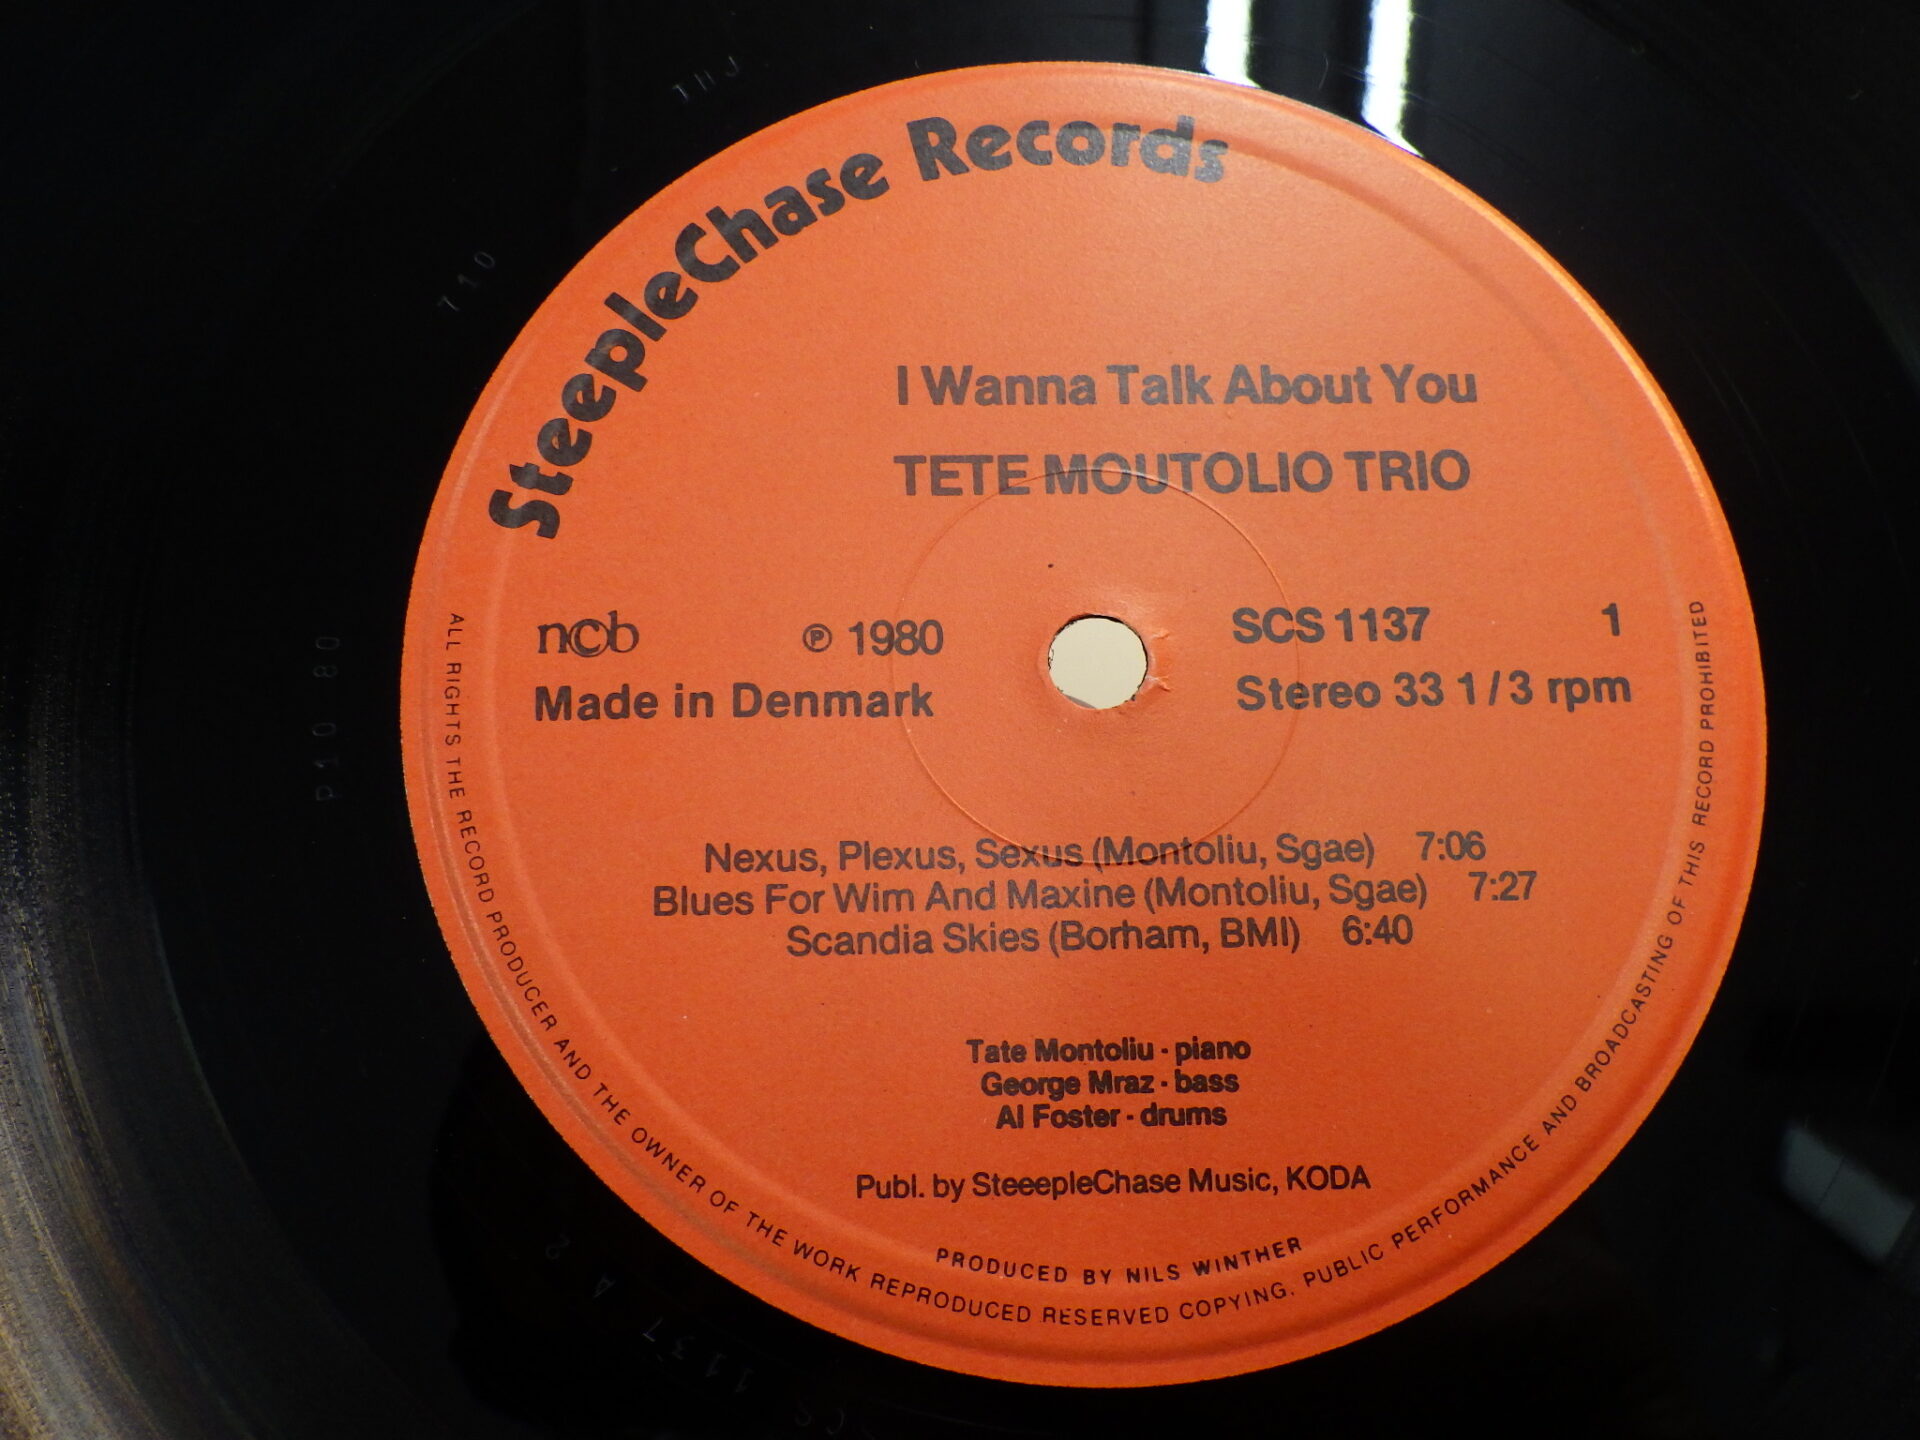 SteepleChase Records
I Wanna Talk About You
TETE MOUTOLIO TRIO
ncb ℗ 1980
Made in Denmark
SCS 1137 1
Stereo 33 1/3 rpm
Nexus, Plexus, Sexus (Montoliu, Sgae) 7:06
Blues For Wim And Maxine (Montoliu, Sgae) 7:27
Scandia Skies (Borham, BMI) 6:40
Tate Montoliu - piano
George Mraz - bass
Al Foster - drums
Publ. by SteeepleChase Music, KODA
PRODUCED BY NILS WINTHER
ALL RIGHTS THE RECORD PRODUCER AND THE OWNER OF THE WORK REPRODUCED RESERVED COPYING, PUBLIC PERFORMANCE AND BROADCASTING OF THIS RECORD PROHIBITED
THJ
710